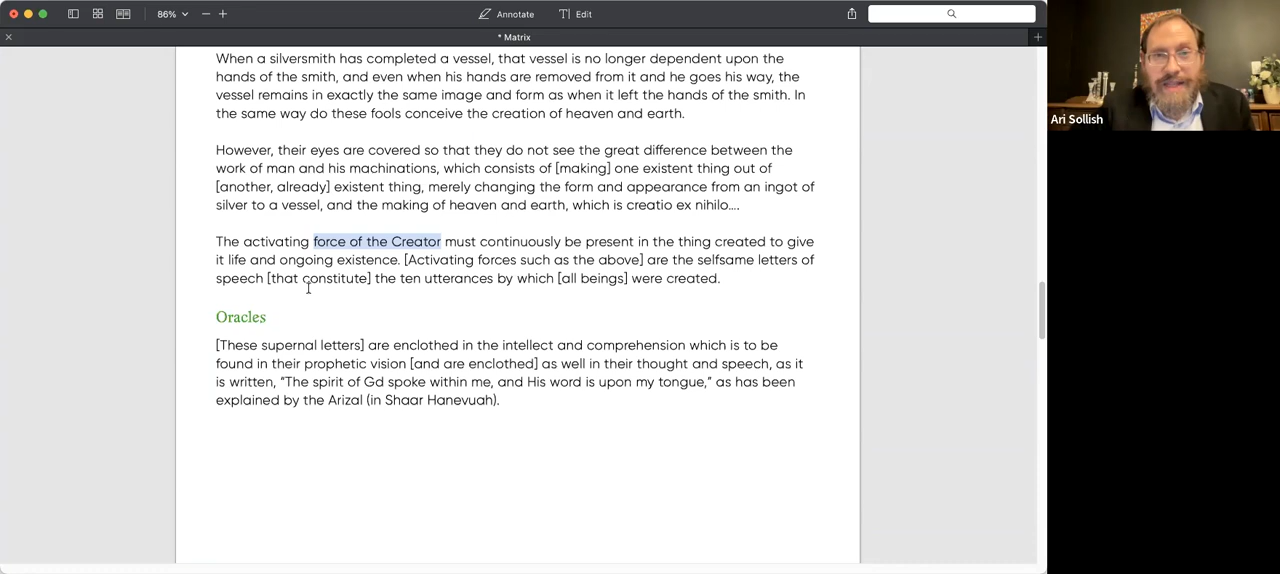 86%
Annotate
Edit
* Matrix
When a silversmith has completed a vessel, that vessel is no longer dependent upon the
hands of the smith, and even when his hands are removed from it and he goes his way, the
vessel remains in exactly the same image and form as when it left the hands of the smith. In
the same way do these fools conceive the creation of heaven and earth.
However, their eyes are covered so that they do not see the great difference between the
work of man and his machinations, which consists of [making] one existent thing out of
[another, already] existent thing, merely changing the form and appearance from an ingot of
silver to a vessel, and the making of heaven and earth, which is creatio ex nihilo....
The activating force of the Creator must continuously be present in the thing created to give
it life and ongoing existence. [Activating forces such as the above] are the selfsame letters of
speech [that constitute] the ten utterances by which [all beings] were created.
Oracles
[These supernal letters] are enclothed in the intellect and comprehension which is to be
found in their prophetic vision [and are enclothed] as well in their thought and speech, as it
is written, “The spirit of Gd spoke within me, and His word is upon my tongue,” as has been
explained by the Arizal (in Shaar Hanevuah).
Ari Sollish